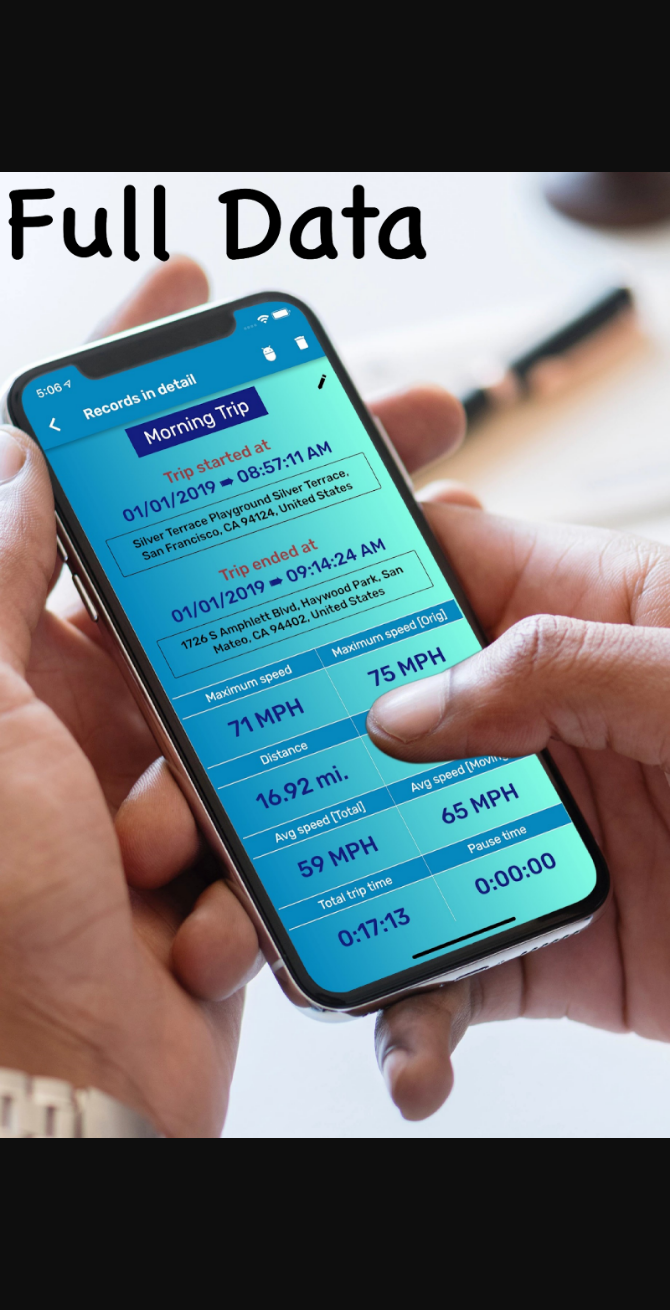 Full Data
5:06
Records in detail
Morning Trip
Trip started at
01/01/2019 ➡ 08:57:11 AM
Silver Terrace Playground Silver Terrace,
San Francisco, CA 94124, United States
Trip ended at
01/01/2019 ➡ 09:14:24 AM
1726 S Amphlett Blvd, Haywood Park, San
Mateo, CA 94402, United States
Maximum speed
Maximum speed [Orig]
71 MPH
75 MPH
Distance
16.92 mi.
Avg speed [Total]
Avg speed
59 MPH
65 MPH
Total trip time
Pause time
0:17:13
0:00:00